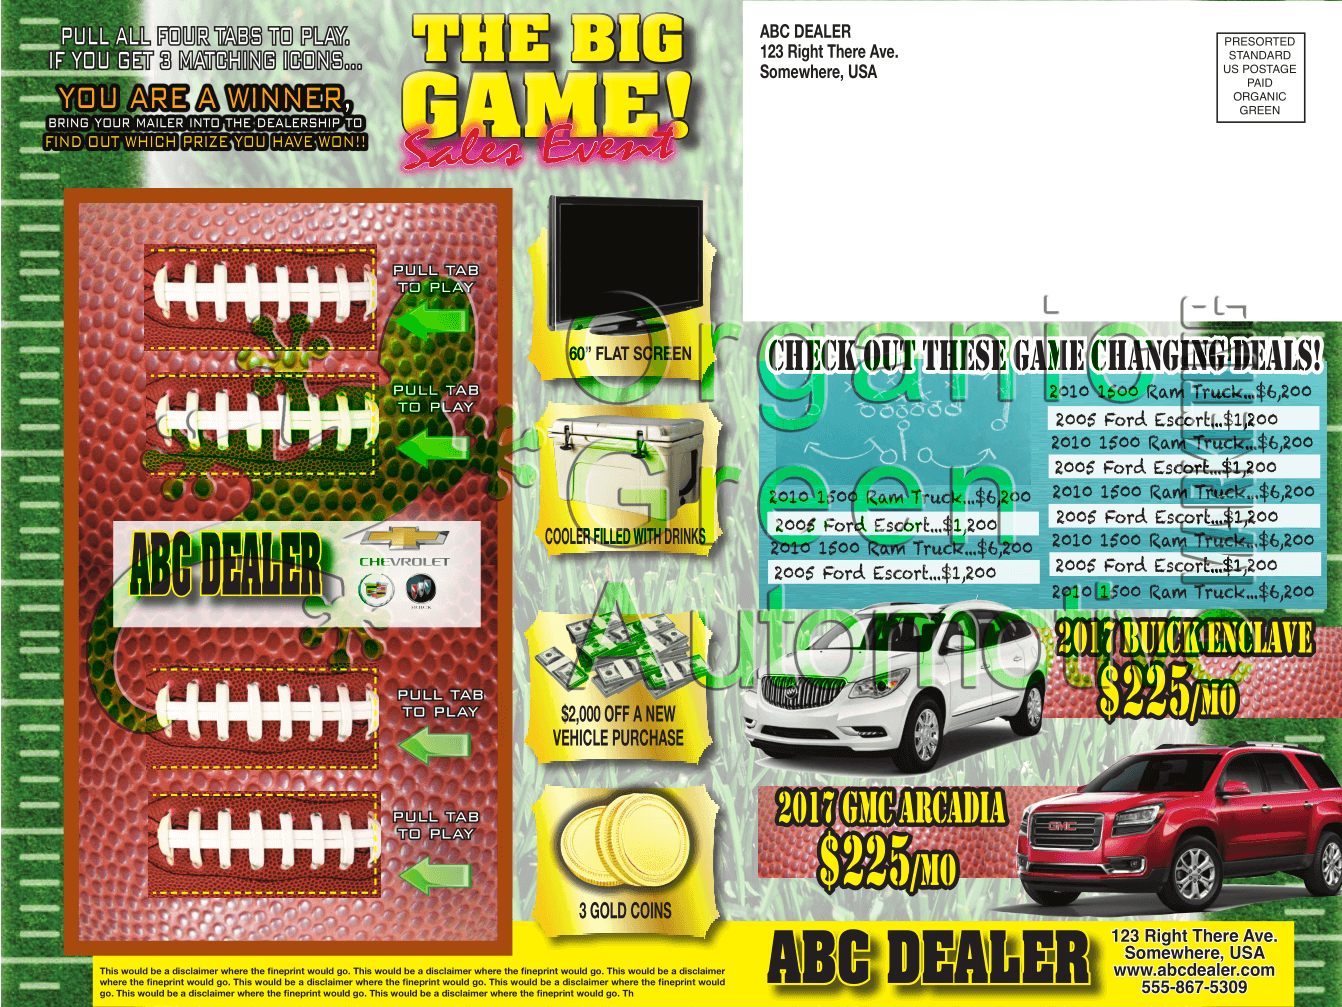 PULL ALL FOUR TABS TO PLAY.
IF YOU GET 3 MATCHING ICONS...
YOU ARE A WINNER,
BRING YOUR MAILER INTO THE DEALERSHIP TO
FIND OUT WHICH PRIZE YOU HAVE WON!!
THE BIG
GAME!
Sales Event
ABC DEALER
123 Right There Ave.
Somewhere, USA
PRESORTED
STANDARD
US POSTAGE
PAID
ORGANIC
GREEN
PULL TAB
TO PLAY
PULL TAB
TO PLAY
ABC DEALER
CHEVROLET
BUICK
PULL TAB
TO PLAY
PULL TAB
TO PLAY
60” FLAT SCREEN
COOLER FILLED WITH DRINKS
$2,000 OFF A NEW
VEHICLE PURCHASE
3 GOLD COINS
Organic
Green
Automotive
CHECK OUT THESE GAME CHANGING DEALS!
2010 1500 Ram Truck...$6,200
2005 Ford Escort...$1,200
2010 1500 Ram Truck...$6,200
2005 Ford Escort...$1,200
2010 1500 Ram Truck...$6,200
2005 Ford Escort...$1,200
2010 1500 Ram Truck...$6,200
2005 Ford Escort...$1,200
2010 1500 Ram Truck...$6,200
2005 Ford Escort...$1,200
2010 1500 Ram Truck...$6,200
2005 Ford Escort...$1,200
2010 1500 Ram Truck...$6,200
2017 BUICK ENCLAVE
$225/MO
2017 GMC ARCADIA
$225/MO
GMC
ABC DEALER
123 Right There Ave.
Somewhere, USA
www.abcdealer.com
555-867-5309
This would be a disclaimer where the fineprint would go. This would be a disclaimer where the fineprint would go. This would be a disclaimer
where the fineprint would go. This would be a disclaimer where the fineprint would go. This would be a disclaimer where the fineprint would
go. This would be a disclaimer where the fineprint would go. This would be a disclaimer where the fineprint would go. Th